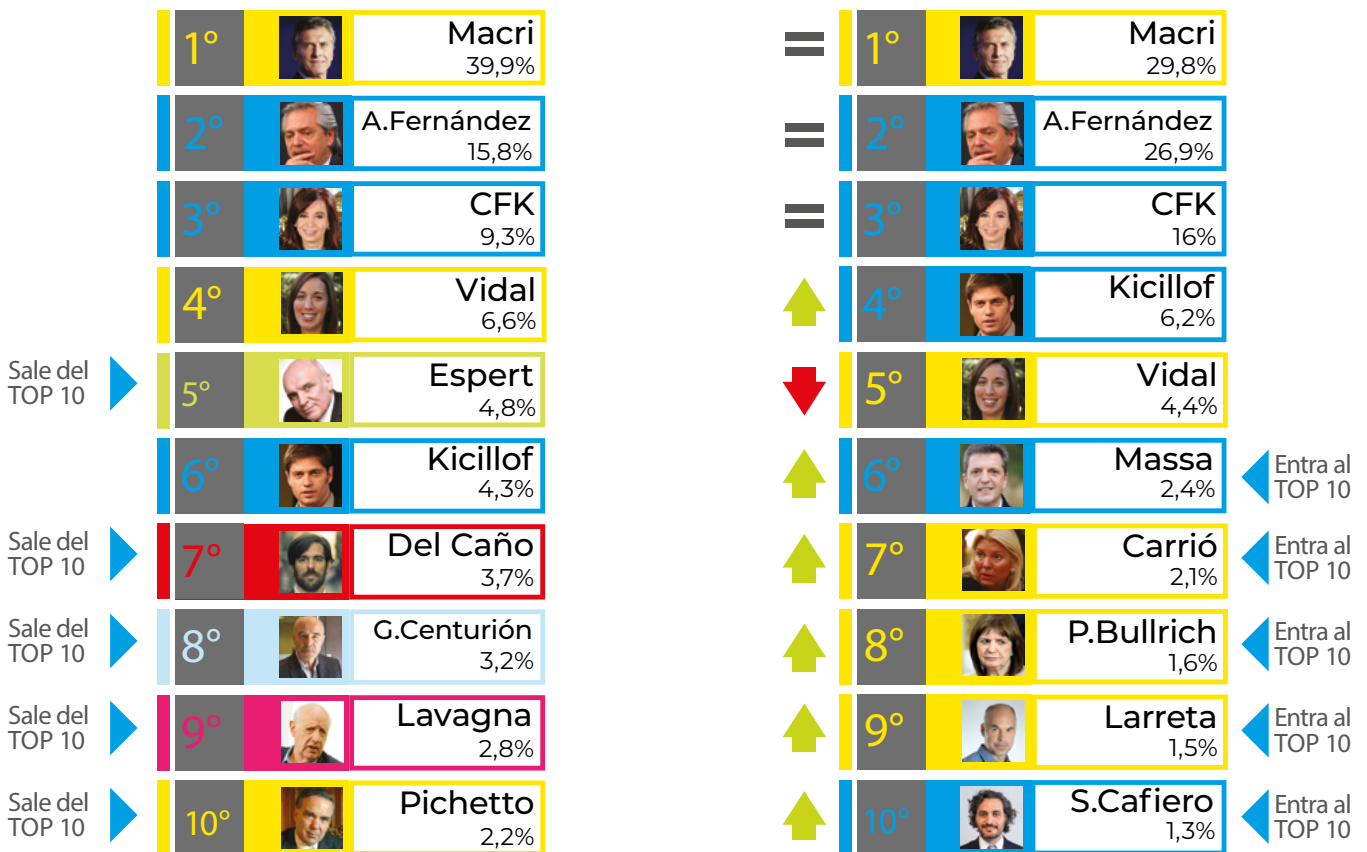 1°
Macri
39,9%
2°
A.Fernández
15,8%
3°
CFK
9,3%
4°
Vidal
6,6%
Sale del
TOP 10
5°
Espert
4,8%
6°
Kicillof
4,3%
Sale del
TOP 10
7°
Del Caño
3,7%
Sale del
TOP 10
8°
G.Centurión
3,2%
Sale del
TOP 10
9°
Lavagna
2,8%
Sale del
TOP 10
10°
Pichetto
2,2%
=
1°
Macri
29,8%
=
2°
A.Fernández
26,9%
=
3°
CFK
16%
4°
Kicillof
6,2%
5°
Vidal
4,4%
6°
Massa
2,4%
Entra al
TOP 10
7°
Carrió
2,1%
Entra al
TOP 10
8°
P.Bullrich
1,6%
Entra al
TOP 10
9°
Larreta
1,5%
Entra al
TOP 10
10°
S.Cafiero
1,3%
Entra al
TOP 10